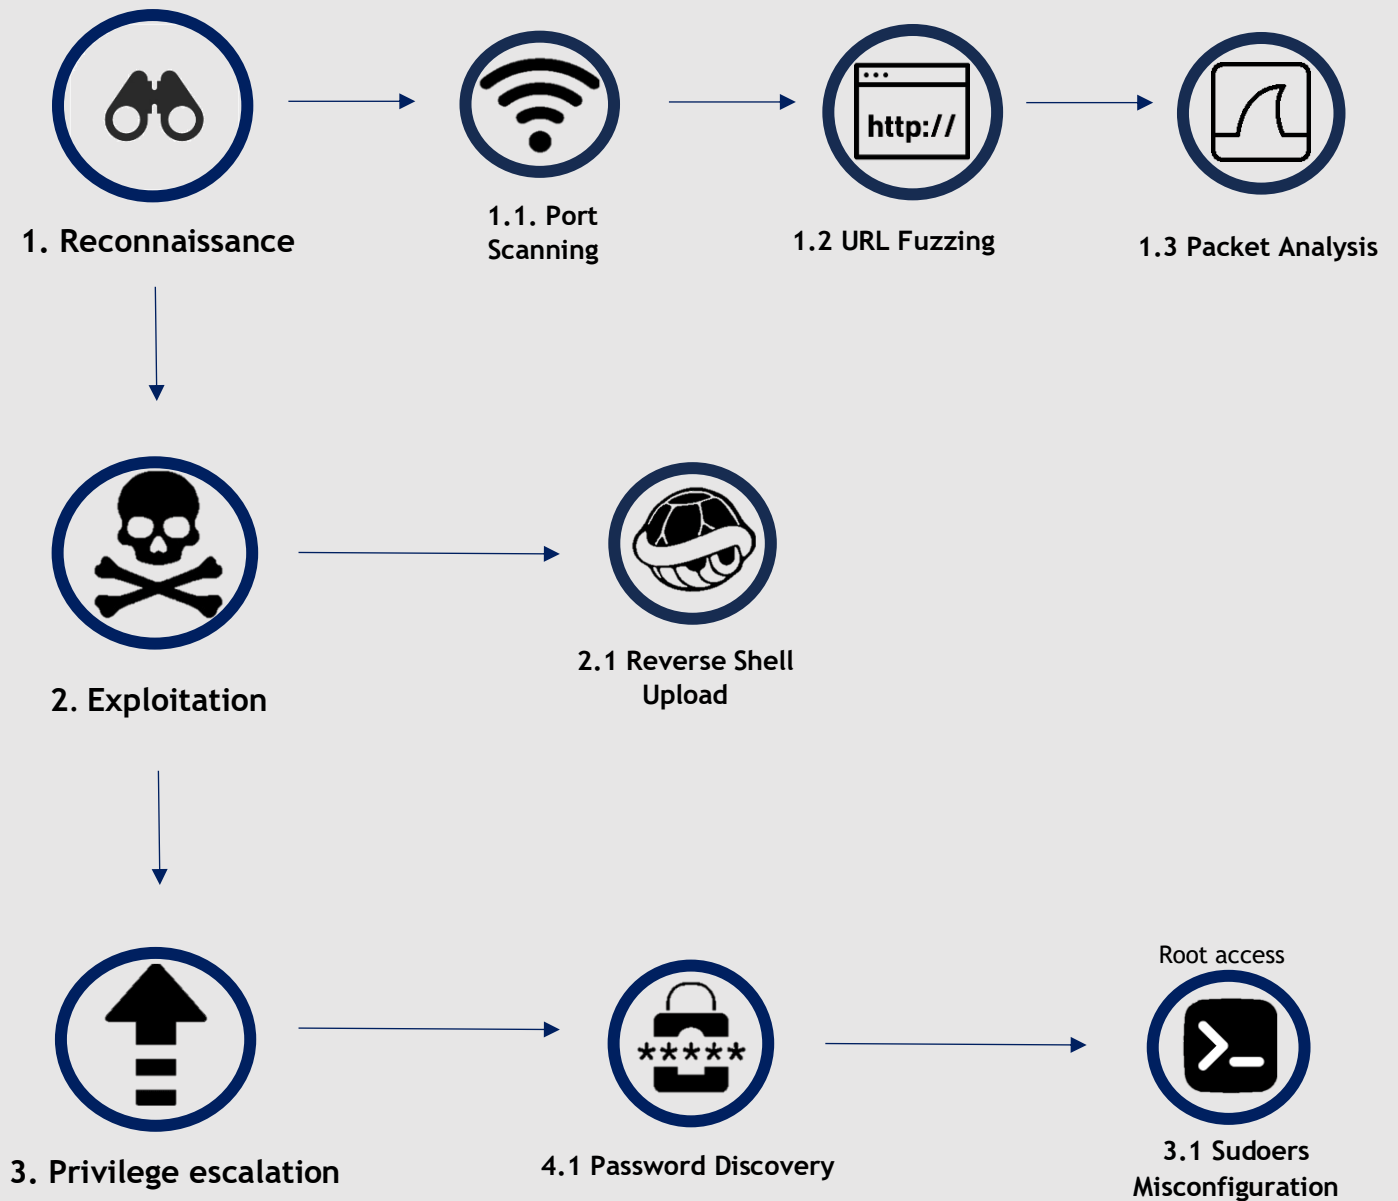 http://
1. Reconnaissance
1.1. Port
Scanning
1.2 URL Fuzzing
1.3 Packet Analysis
2. Exploitation
2.1 Reverse Shell
Upload
*****
Root access
3. Privilege escalation
4.1 Password Discovery
3.1 Sudoers
Misconfiguration